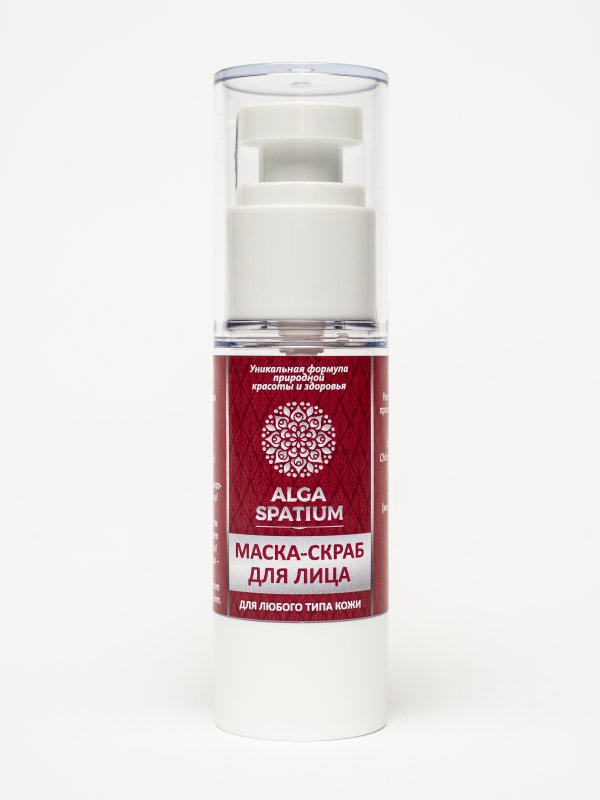 Уникальная формула
природной
красоты и здоровья
ALGA
SPATIUM
МАСКА-СКРАБ
ДЛЯ ЛИЦА
ДЛЯ ЛЮБОГО ТИПА КОЖИ